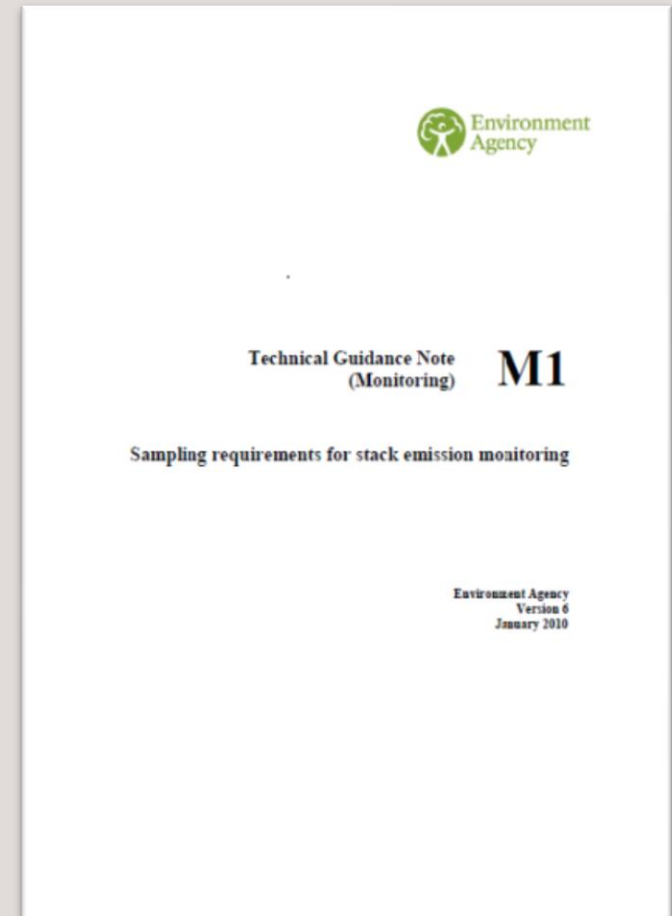 Environment
Agency
Technical Guidance Note
(Monitoring)
M1
Sampling requirements for stack emission monitoring
Environment Agency
Version 6
January 2010